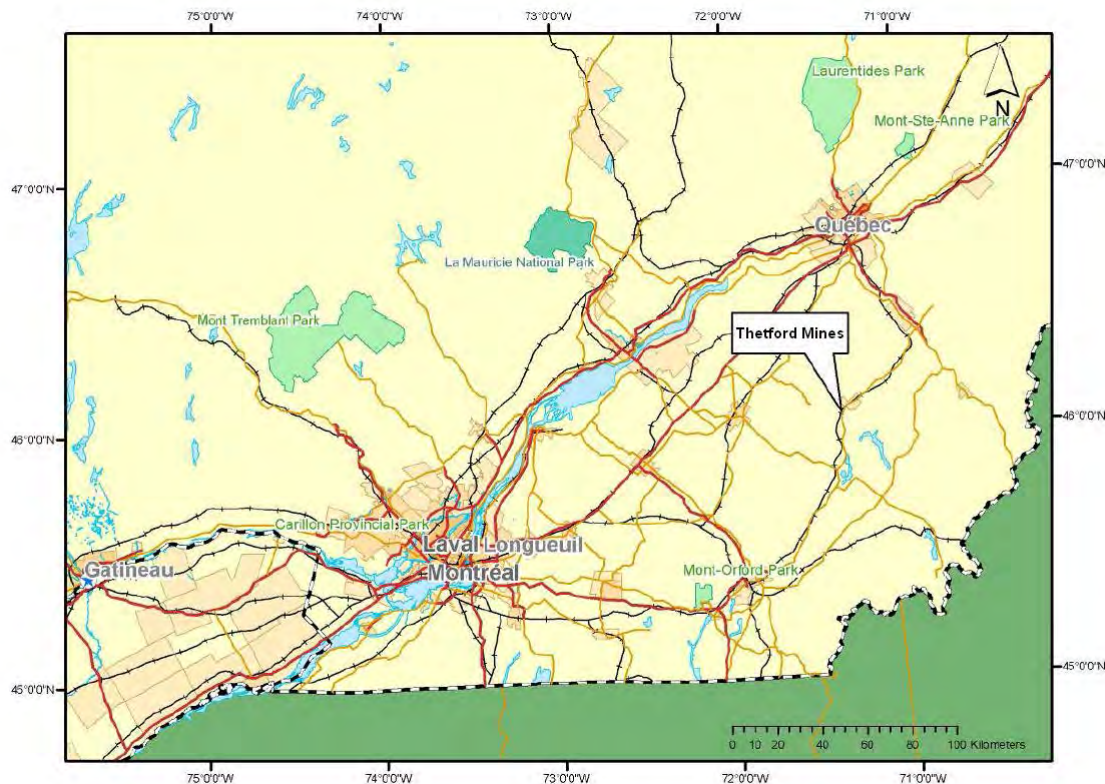 75°0'0"W 74°0'0"W 73°0'0"W 72°0'0"W 71°0'0"W
Laurentides Park
N
Mont-Ste-Anne Park
47°0'0"N 47°0'0"N
Québec
La Mauricie National Park
Mont Tremblant Park
Thetford Mines
46°0'0"N 46°0'0"N
Carillon Provincial Park
Laval Longueuil
Gatineau
Montréal
Mont-Orford Park
45°0'0"N 45°0'0"N
0 10 20 40 60 80 100 Kilometers
75°0'0"W 74°0'0"W 73°0'0"W 72°0'0"W 71°0'0"W